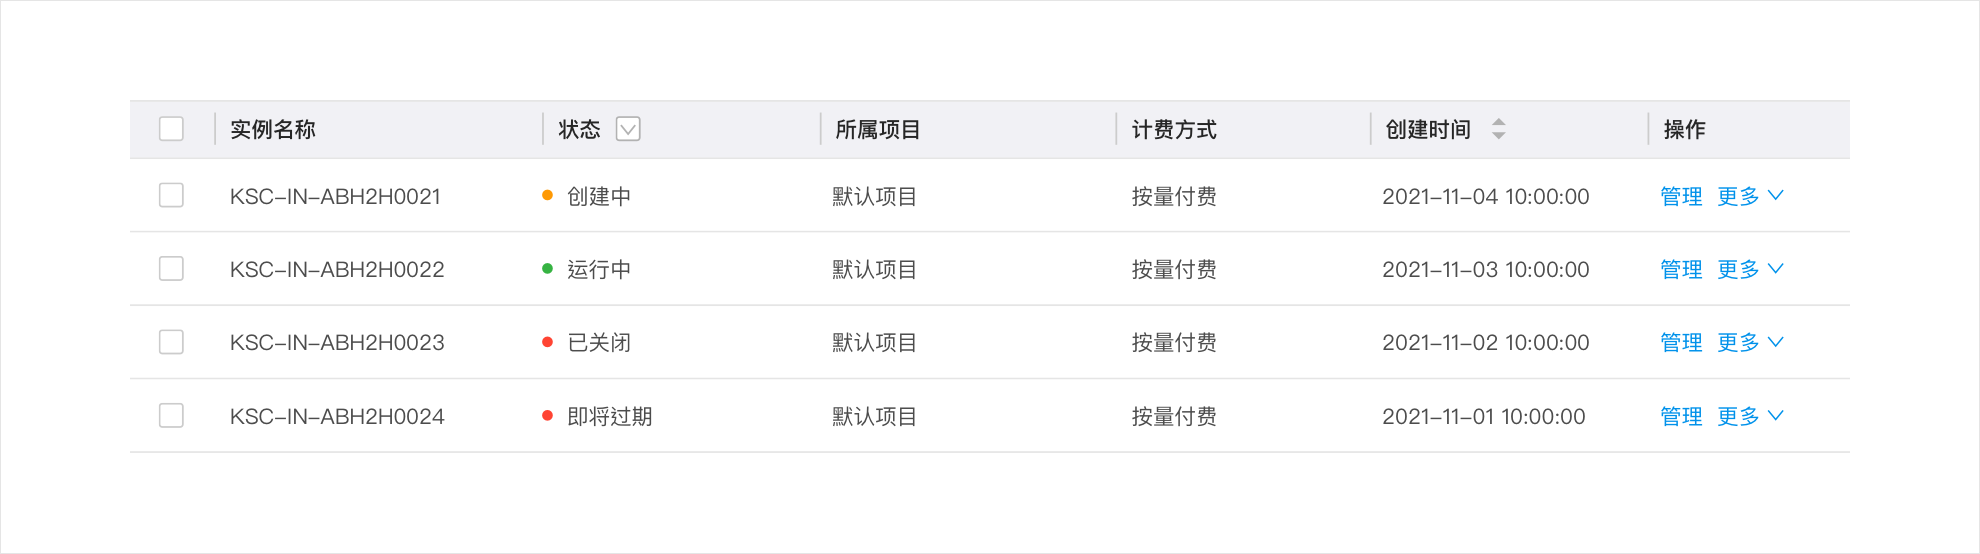 实例名称 状态 所属项目 计费方式 创建时间 操作
KSC-IN-ABH2H0021 创建中 默认项目 按量付费 2021-11-04 10:00:00 管理 更多
KSC-IN-ABH2H0022 运行中 默认项目 按量付费 2021-11-03 10:00:00 管理 更多
KSC-IN-ABH2H0023 已关闭 默认项目 按量付费 2021-11-02 10:00:00 管理 更多
KSC-IN-ABH2H0024 即将过期 默认项目 按量付费 2021-11-01 10:00:00 管理 更多